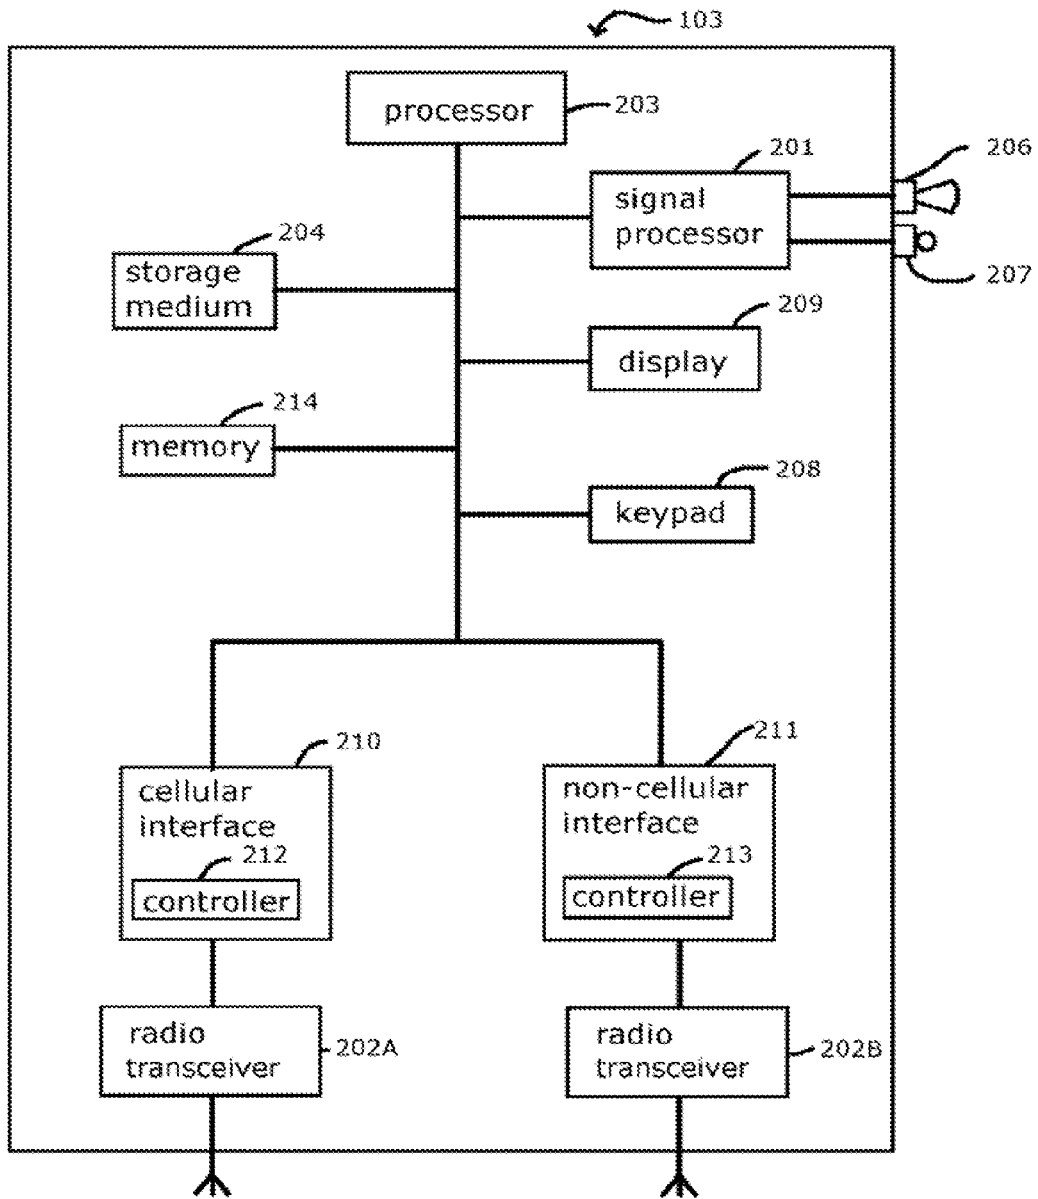 103
processor
203
201
206
signal
processor
204
storage
medium
207
209
display
214
memory
208
keypad
210
211
cellular
interface
non-cellular
interface
212
controller
213
controller
radio
transceiver
202A
radio
transceiver
202B